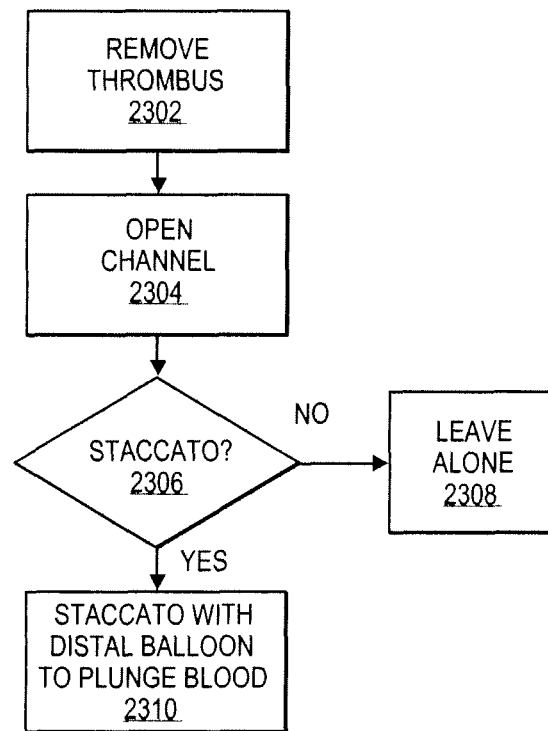 REMOVE
THROMBUS
2302
OPEN
CHANNEL
2304
STACCATO?
2306
NO
LEAVE
ALONE
2308
YES
STACCATO WITH
DISTAL BALLOON
TO PLUNGE BLOOD
2310